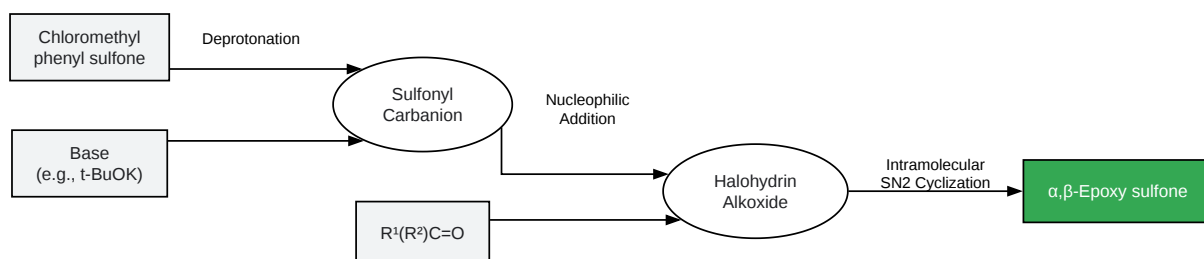 Chloromethyl
phenyl sulfone
Deprotonation
Base
(e.g., t-BuOK)
Sulfonyl
Carbanion
Nucleophilic
Addition
R¹(R²)C=O
Halohydrin
Alkoxide
Intramolecular
SN2 Cyclization
α,β-Epoxy sulfone